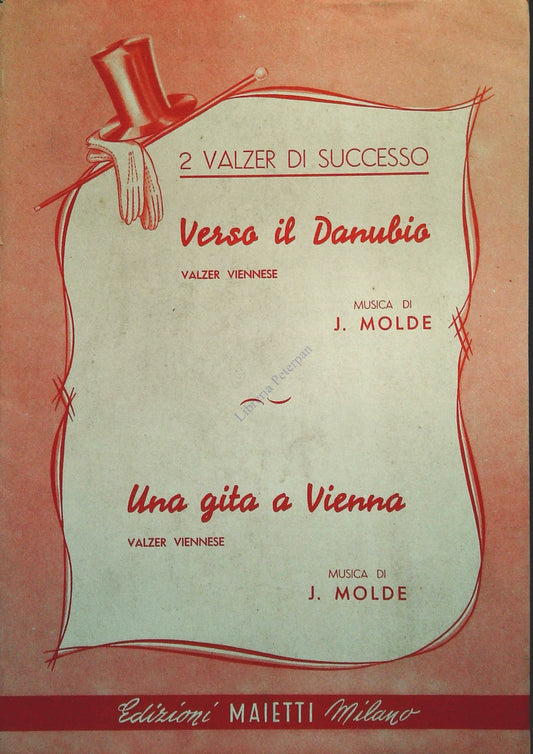 2 VALZER DI SUCCESSO
Verso il Danubio
VALZER VIENNESE
MUSICA DI
J. MOLDE
Libreria Peterpan
Una gita a Vienna
VALZER VIENNESE
MUSICA DI
J. MOLDE
Edizioni MAIETTI Milano